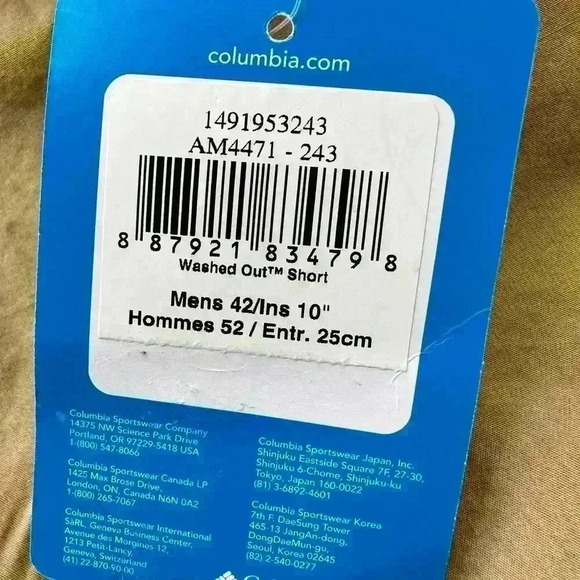 columbia.com
1491953243
AM4471 - 243
8 87921 83479 8
Washed Out™ Short
Mens 42/Ins 10"
Hommes 52 / Entr. 25cm
Columbia Sportswear Company
14375 NW Science Park Drive
Portland, OR 97229-5418 USA
1-(800) 547-8066
Columbia Sportswear Canada LP
1425 Max Brose Drive,
London, ON, Canada N6N 0A2
1-(800) 265-7067
Columbia Sportswear International
SàRL, Geneva Business Center,
Avenue des Morgines 12,
1213 Petit-Lancy,
Geneva, Switzerland
(41) 22-870-90-00
Columbia Sportswear Japan, Inc.
Shinjuku Eastside Square 7F, 27-30,
Shinjuku 6-Chome, Shinjuku-ku
Tokyo, Japan 160-0022
(81) 3-6892-4601
Columbia Sportswear Korea
7th F. DaeSung Tower
465-13 JangAn-dong,
DongDaeMun-gu,
Seoul, Korea 02645
(82) 2-540-0277